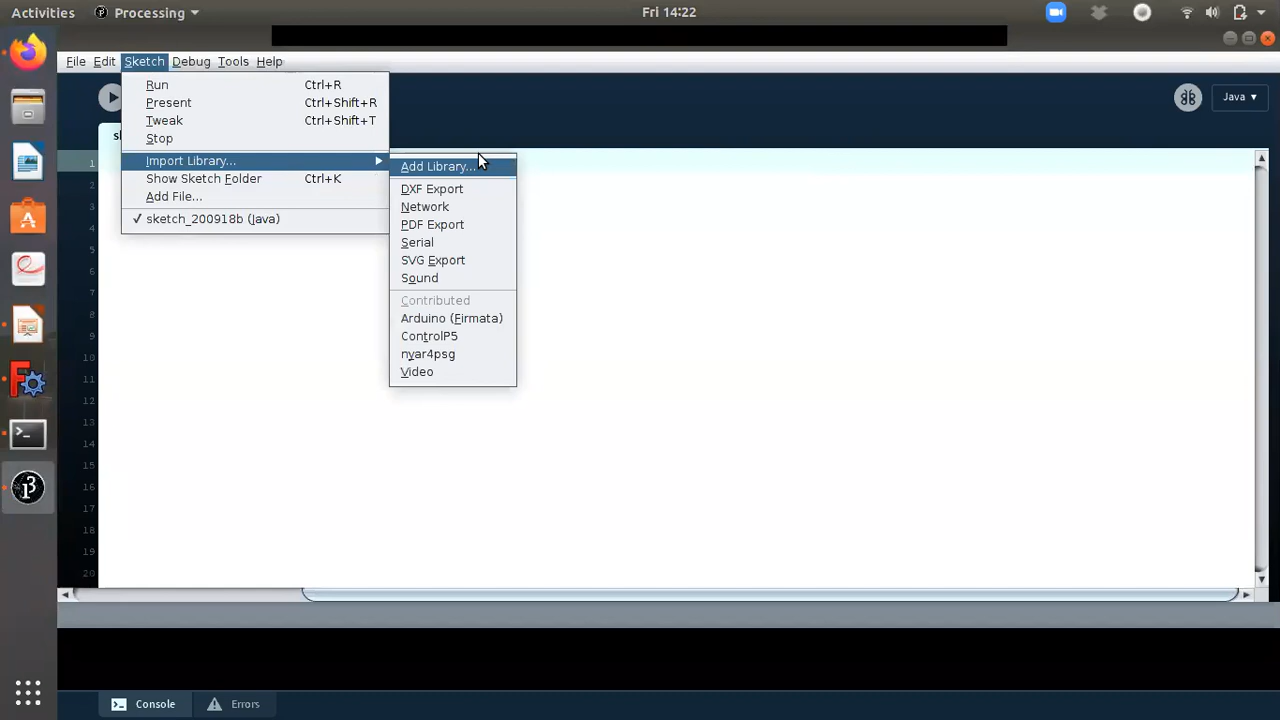 Activities
Processing
Fri 14:22
File Edit Sketch Debug Tools Help
Run Ctrl+R
Present Ctrl+Shift+R
Tweak Ctrl+Shift+T
Stop
Import Library...
Show Sketch Folder Ctrl+K
Add File...
✓ sketch_200918b (Java)
Add Library...
DXF Export
Network
PDF Export
Serial
SVG Export
Sound
Contributed
Arduino (Firmata)
ControlP5
nyar4psg
Video
Java ▾
1
2
3
4
5
6
7
8
9
10
11
12
13
14
15
16
17
18
19
20
Console
Errors